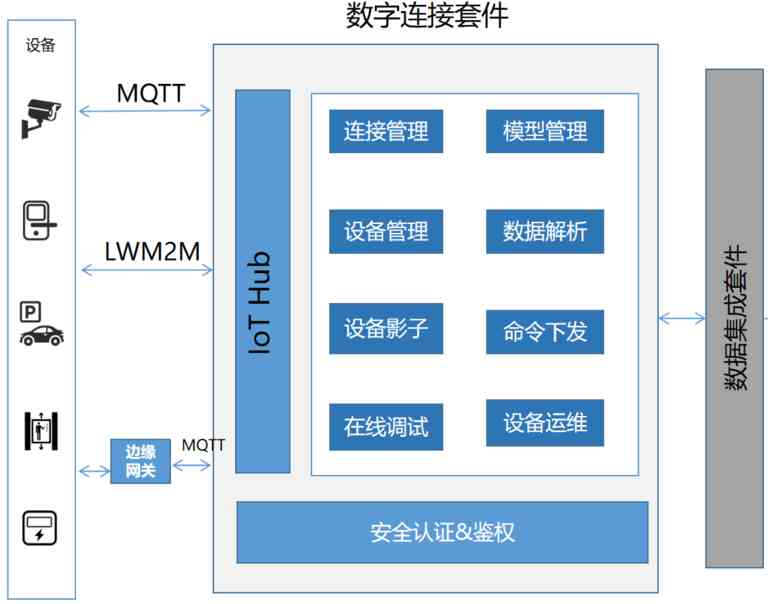 数字连接套件
设备
MQTT
LWM2M
P
边缘
网关
MQTT
IoT Hub
连接管理
模型管理
设备管理
数据解析
设备影子
命令下发
在线调试
设备运维
安全认证&鉴权
数据集成套件